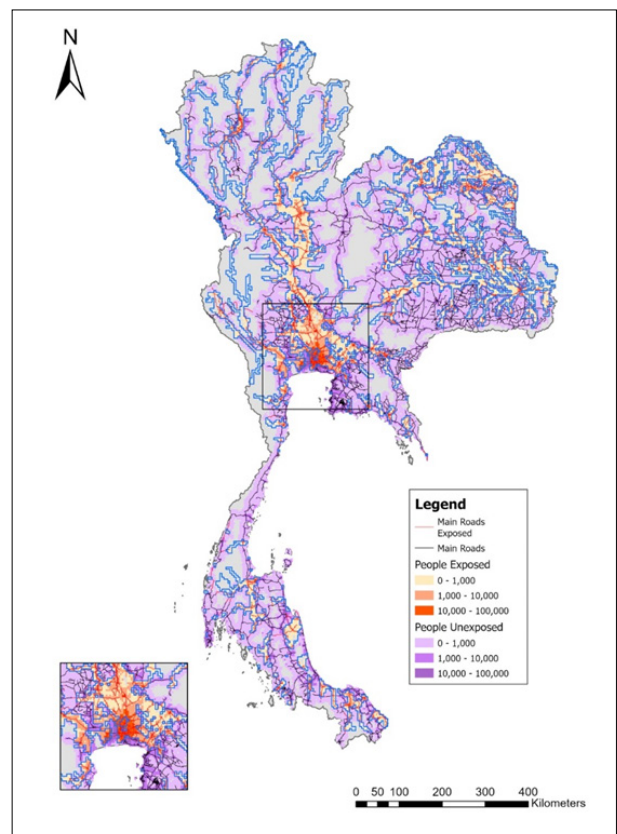 N
Legend
Main Roads
Exposed
Main Roads
People Exposed
0 - 1,000
1,000 - 10,000
10,000 - 100,000
People Unexposed
0 - 1,000
1,000 - 10,000
10,000 - 100,000
0 50 100 200 300 400
Kilometers